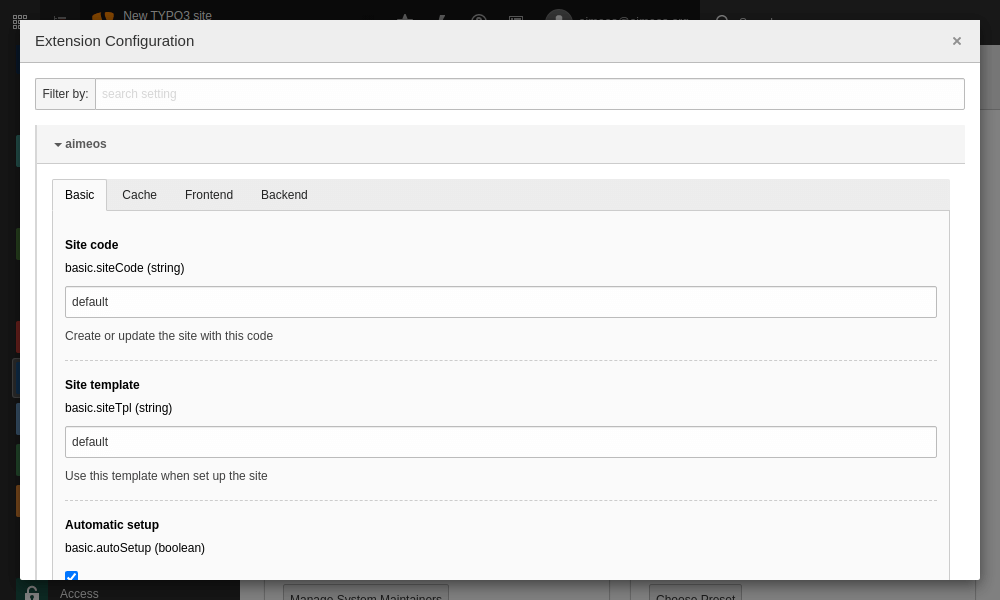 New TYPO3 site
Extension Configuration
×
Filter by:
search setting
aimeos
Basic
Cache
Frontend
Backend
Site code
basic.siteCode (string)
default
Create or update the site with this code
Site template
basic.siteTpl (string)
default
Use this template when set up the site
Automatic setup
basic.autoSetup (boolean)
Access
Manage System Maintainers
Choose Preset